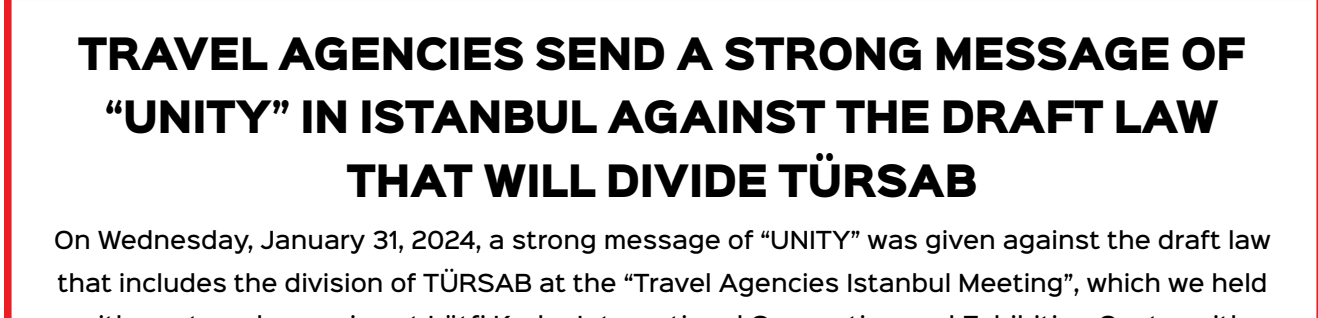 TRAVEL AGENCIES SEND A STRONG MESSAGE OF
“UNITY” IN ISTANBUL AGAINST THE DRAFT LAW
THAT WILL DIVIDE TÜRSAB
On Wednesday, January 31, 2024, a strong message of “UNITY” was given against the draft law
that includes the division of TÜRSAB at the “Travel Agencies Istanbul Meeting”, which we held